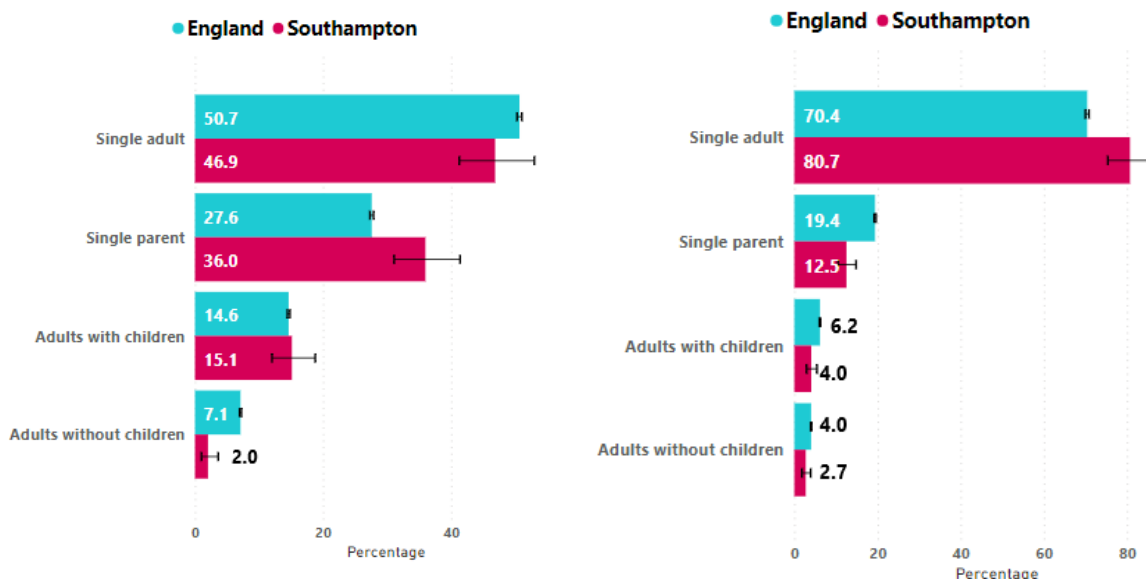 England Southampton
Single adult
50.7
46.9
Single parent
27.6
36.0
Adults with children
14.6
15.1
Adults without children
7.1
2.0
0 20 40
Percentage
England Southampton
Single adult
70.4
80.7
Single parent
19.4
12.5
Adults with children
6.2
4.0
Adults without children
4.0
2.7
0 20 40 60 80
Percentage